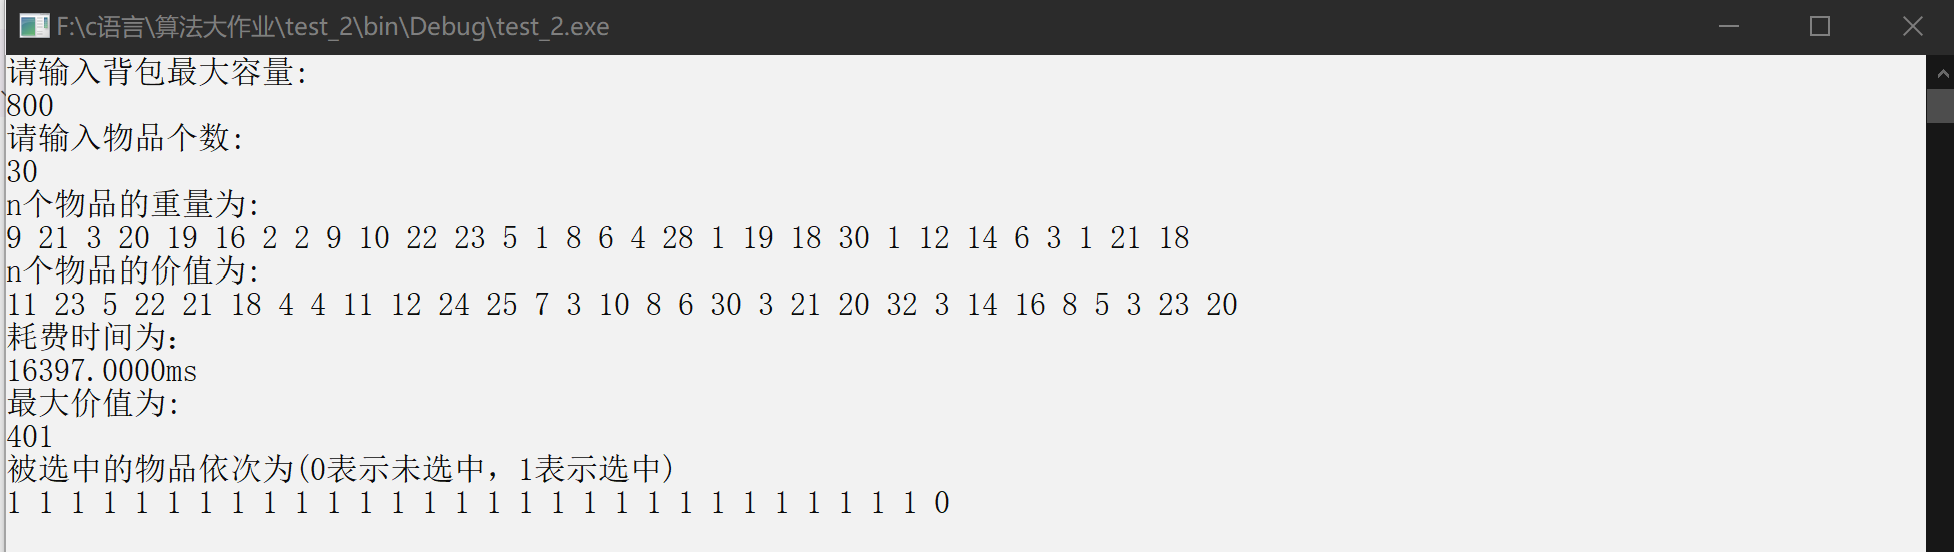 F:\c语言\算法大作业\test_2\bin\Debug\test_2.exe
请输入背包最大容量:
800
请输入物品个数:
30
n个物品的重量为:
9 21 3 20 19 16 2 2 9 10 22 23 5 1 8 6 4 28 1 19 18 30 1 12 14 6 3 1 21 18
n个物品的价值为:
11 23 5 22 21 18 4 4 11 12 24 25 7 3 10 8 6 30 3 21 20 32 3 14 16 8 5 3 23 20
耗费时间为:
16397.0000ms
最大价值为:
401
被选中的物品依次为(0表示未选中，1表示选中)
1 1 1 1 1 1 1 1 1 1 1 1 1 1 1 1 1 1 1 1 1 1 1 1 1 1 1 1 1 0